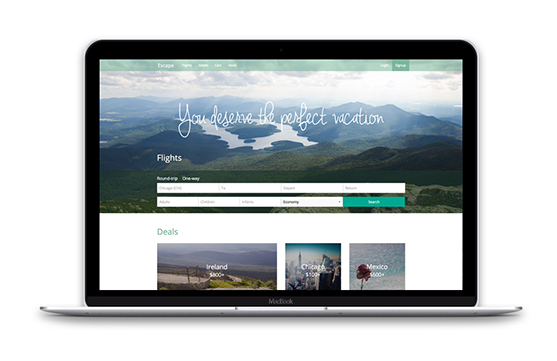 Escape Flights Hotels Cars Deals Login Signup
You deserve the perfect vacation
Flights
Round-trip One-way
Chicago (CHI) To Depart Return
Adults Children Infants Economy Search
Deals
Ireland Chicago Mexico
$800+ $100+ $600+
MacBook